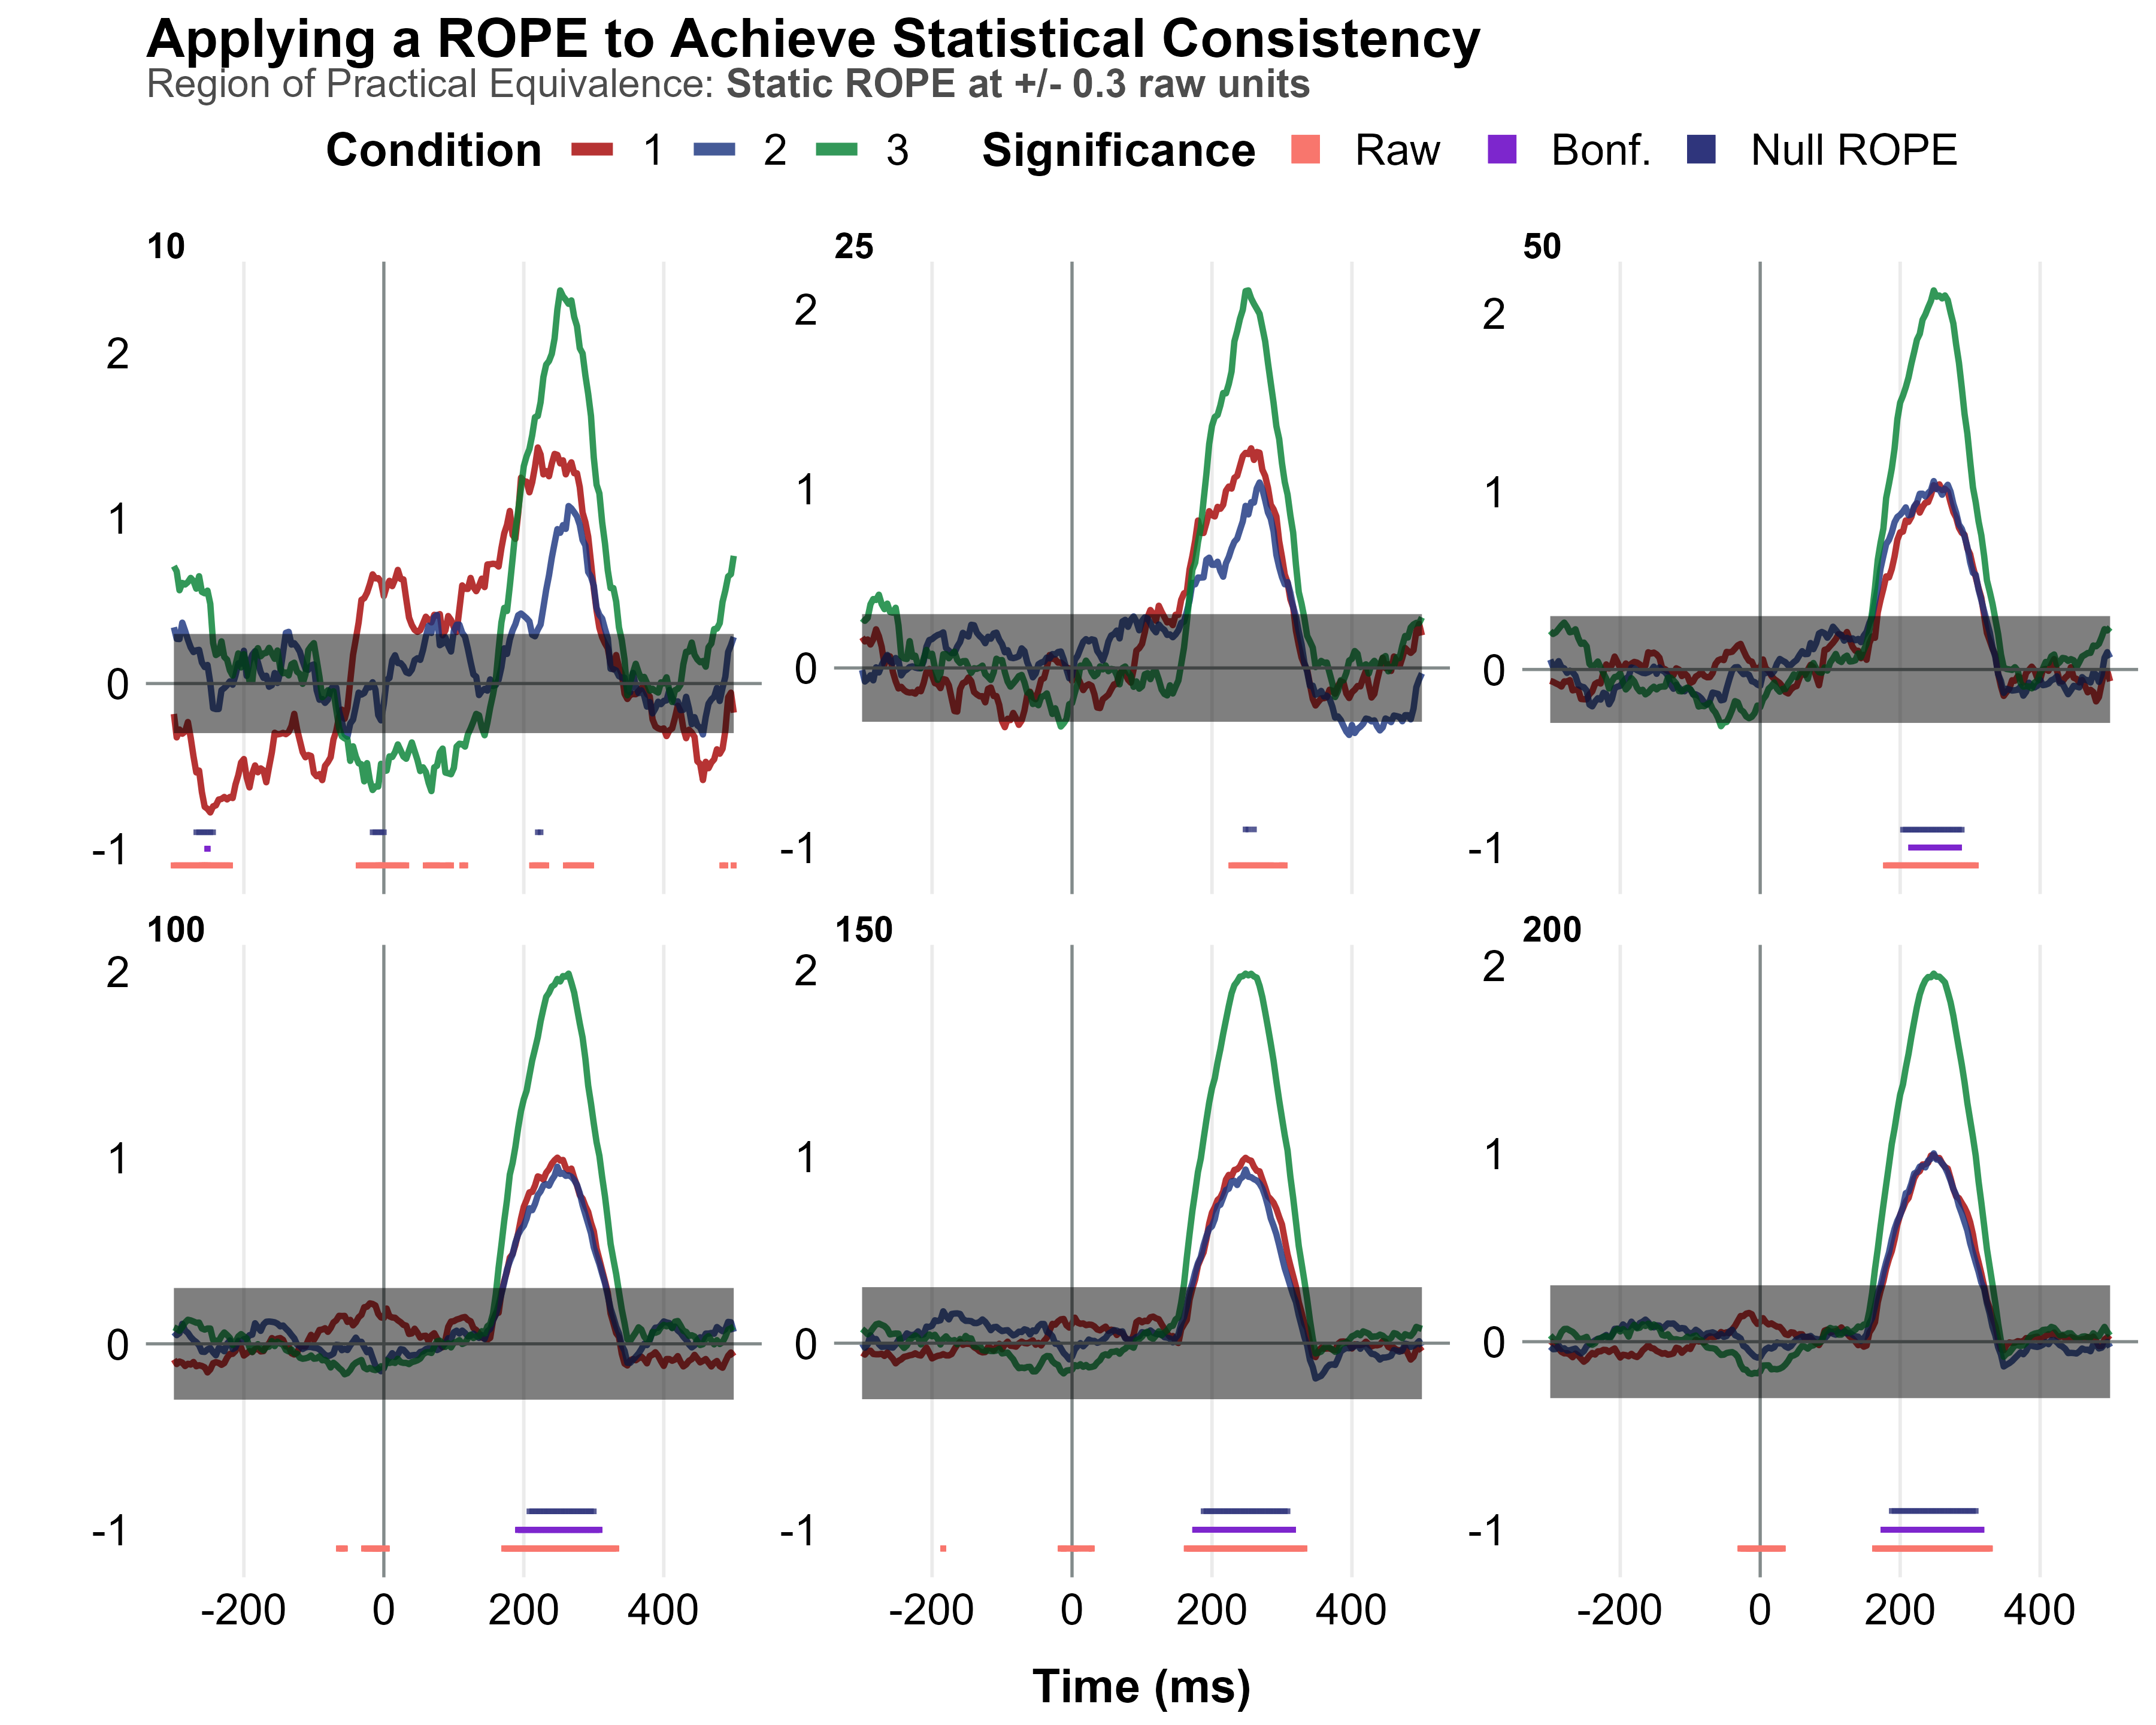 Applying a ROPE to Achieve Statistical Consistency
Region of Practical Equivalence: Static ROPE at +/- 0.3 raw units
Condition 1 2 3 Significance Raw Bonf. Null ROPE
10 25 50
2 2 2
1 1 1
0 0 0
-1 -1 -1
100 150 200
2 2 2
1 1 1
0 0 0
-1 -1 -1
-200 0 200 400 -200 0 200 400 -200 0 200 400
Time (ms)